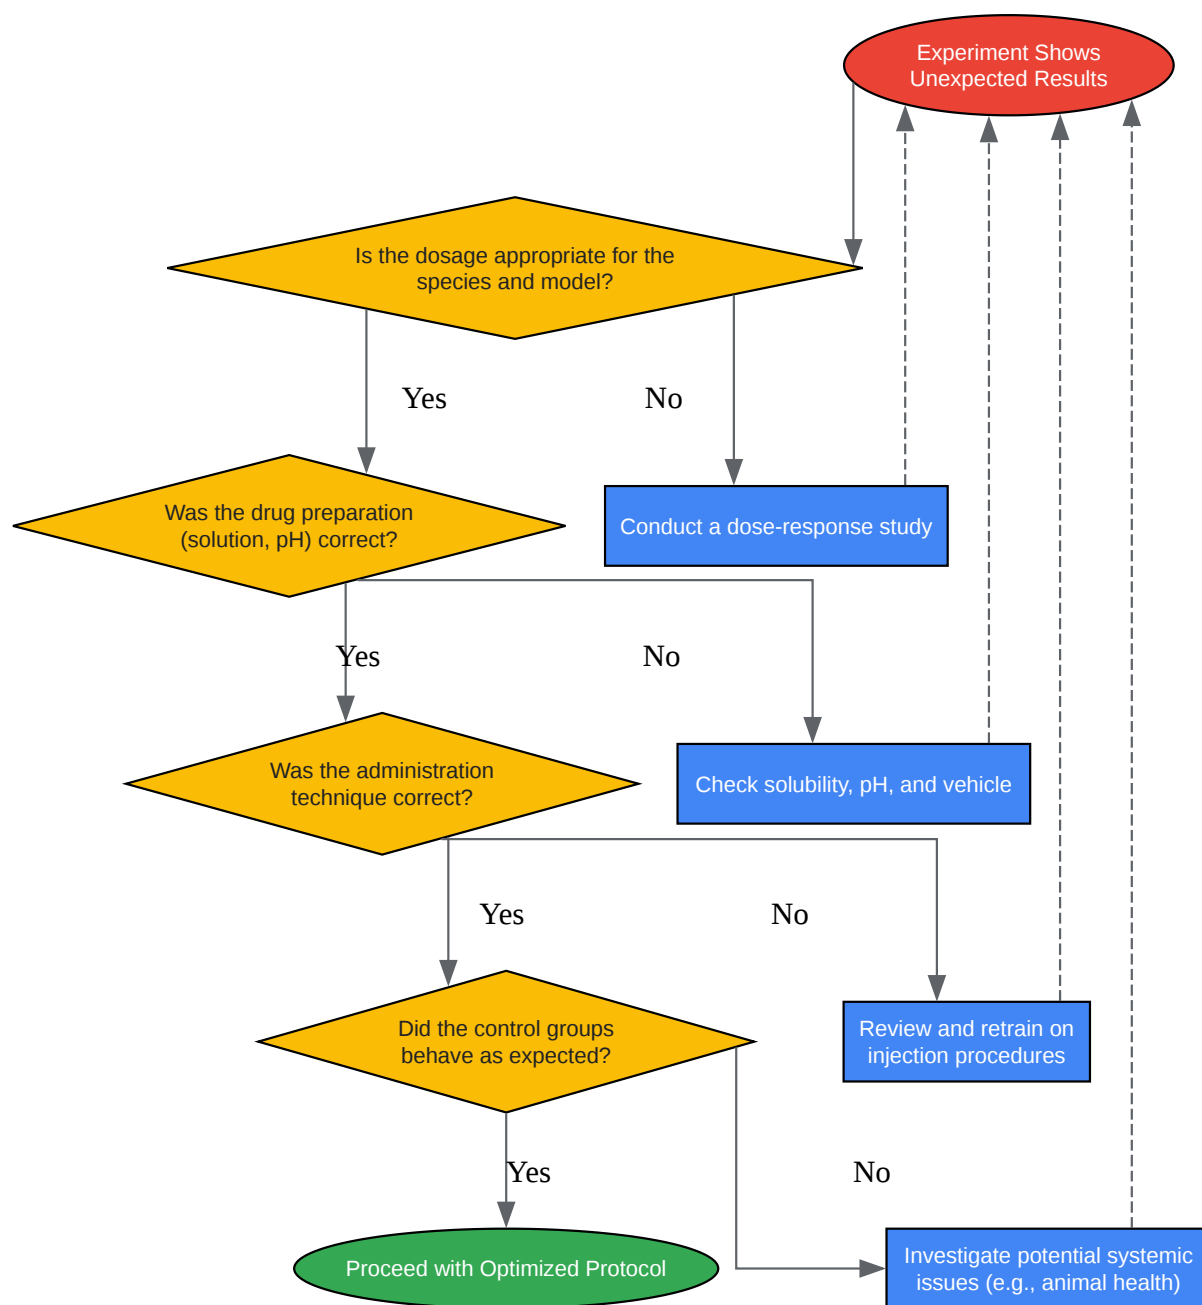 Experiment Shows
Unexpected Results
Is the dosage appropriate for the
species and model?
Yes
No
Was the drug preparation
(solution, pH) correct?
Conduct a dose-response study
Yes
No
Was the administration
technique correct?
Check solubility, pH, and vehicle
Yes
No
Did the control groups
behave as expected?
Review and retrain on
injection procedures
Yes
No
Proceed with Optimized Protocol
Investigate potential systemic
issues (e.g., animal health)